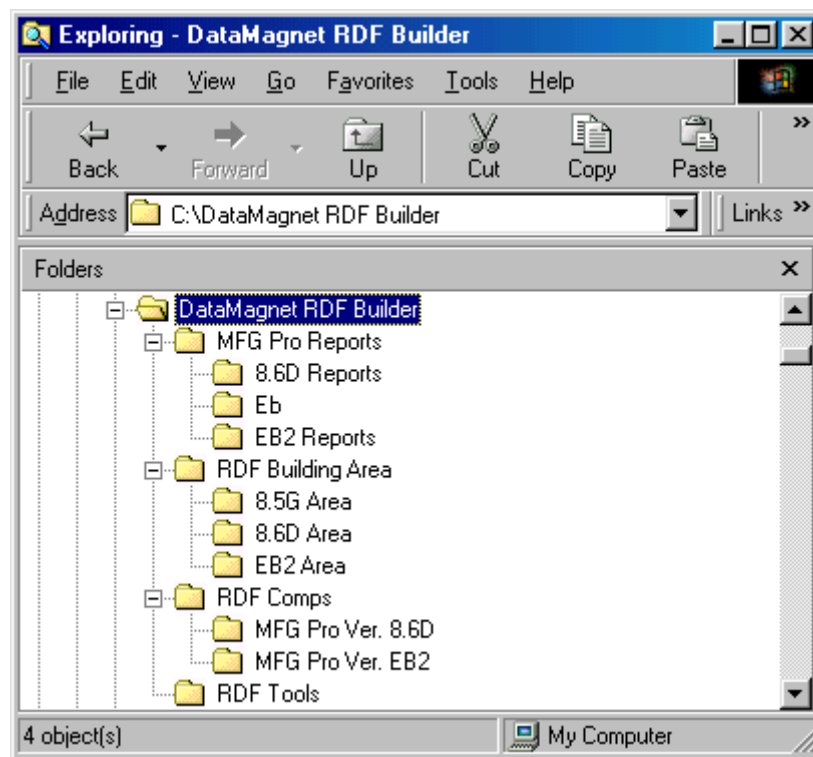 Exploring - DataMagnet RDF Builder
File Edit View Go Favorites Tools Help
Back Forward Up Cut Copy Paste »
Address C:\DataMagnet RDF Builder Links »
Folders
DataMagnet RDF Builder
MFG Pro Reports
8.6D Reports
Eb
EB2 Reports
RDF Building Area
8.5G Area
8.6D Area
EB2 Area
RDF Comps
MFG Pro Ver. 8.6D
MFG Pro Ver. EB2
RDF Tools
4 object(s) My Computer